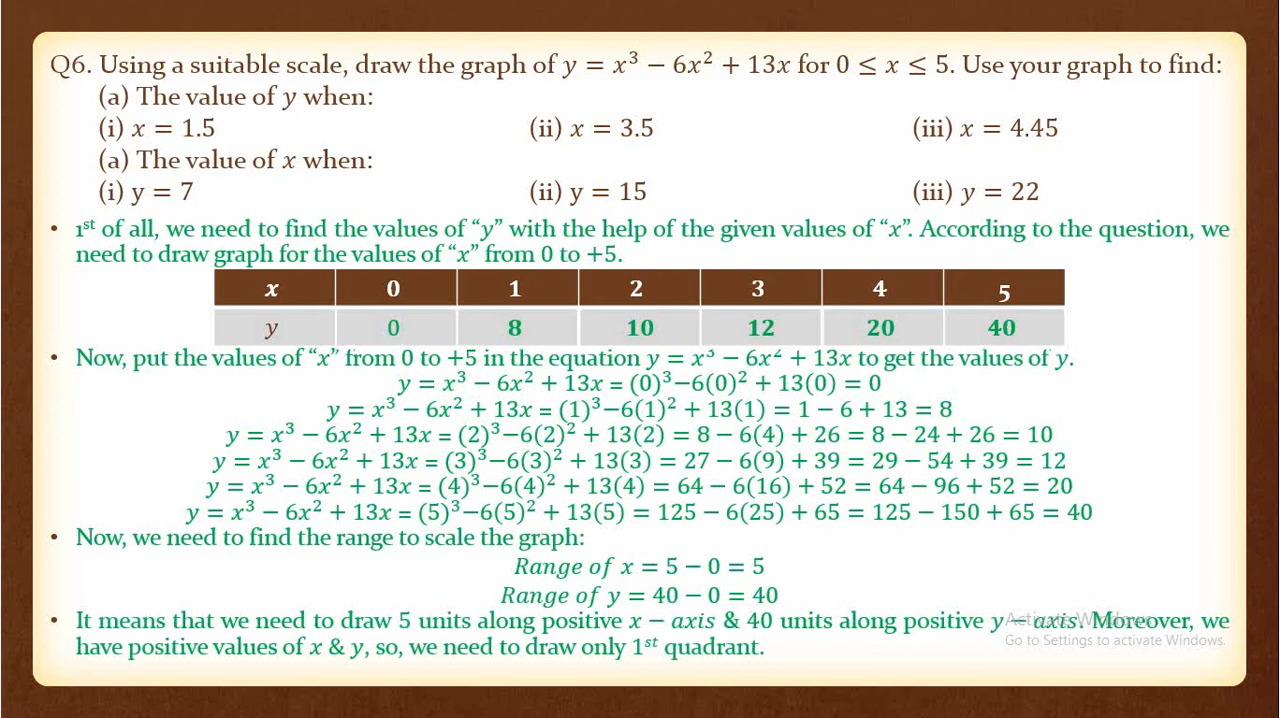 Q6. Using a suitable scale, draw the graph of y = x³ − 6x² + 13x for 0 ≤ x ≤ 5. Use your graph to find:
(a) The value of y when:
(i) x = 1.5 (ii) x = 3.5 (iii) x = 4.45
(a) The value of x when:
(i) y = 7 (ii) y = 15 (iii) y = 22
• 1st of all, we need to find the values of “y” with the help of the given values of “x”. According to the question, we
need to draw graph for the values of “x” from 0 to +5.
x 0 1 2 3 4 5
y 0 8 10 12 20 40
• Now, put the values of “x” from 0 to +5 in the equation y = x³ − 6x² + 13x to get the values of y.
y = x³ − 6x² + 13x = (0)³−6(0)² + 13(0) = 0
y = x³ − 6x² + 13x = (1)³−6(1)² + 13(1) = 1 − 6 + 13 = 8
y = x³ − 6x² + 13x = (2)³−6(2)² + 13(2) = 8 − 6(4) + 26 = 8 − 24 + 26 = 10
y = x³ − 6x² + 13x = (3)³−6(3)² + 13(3) = 27 − 6(9) + 39 = 29 − 54 + 39 = 12
y = x³ − 6x² + 13x = (4)³−6(4)² + 13(4) = 64 − 6(16) + 52 = 64 − 96 + 52 = 20
y = x³ − 6x² + 13x = (5)³−6(5)² + 13(5) = 125 − 6(25) + 65 = 125 − 150 + 65 = 40
• Now, we need to find the range to scale the graph:
Range of x = 5 − 0 = 5
Range of y = 40 − 0 = 40
• It means that we need to draw 5 units along positive x − axis & 40 units along positive y − axis. Moreover, we
have positive values of x & y, so, we need to draw only 1st quadrant.
Activate Windows
Go to Settings to activate Windows.